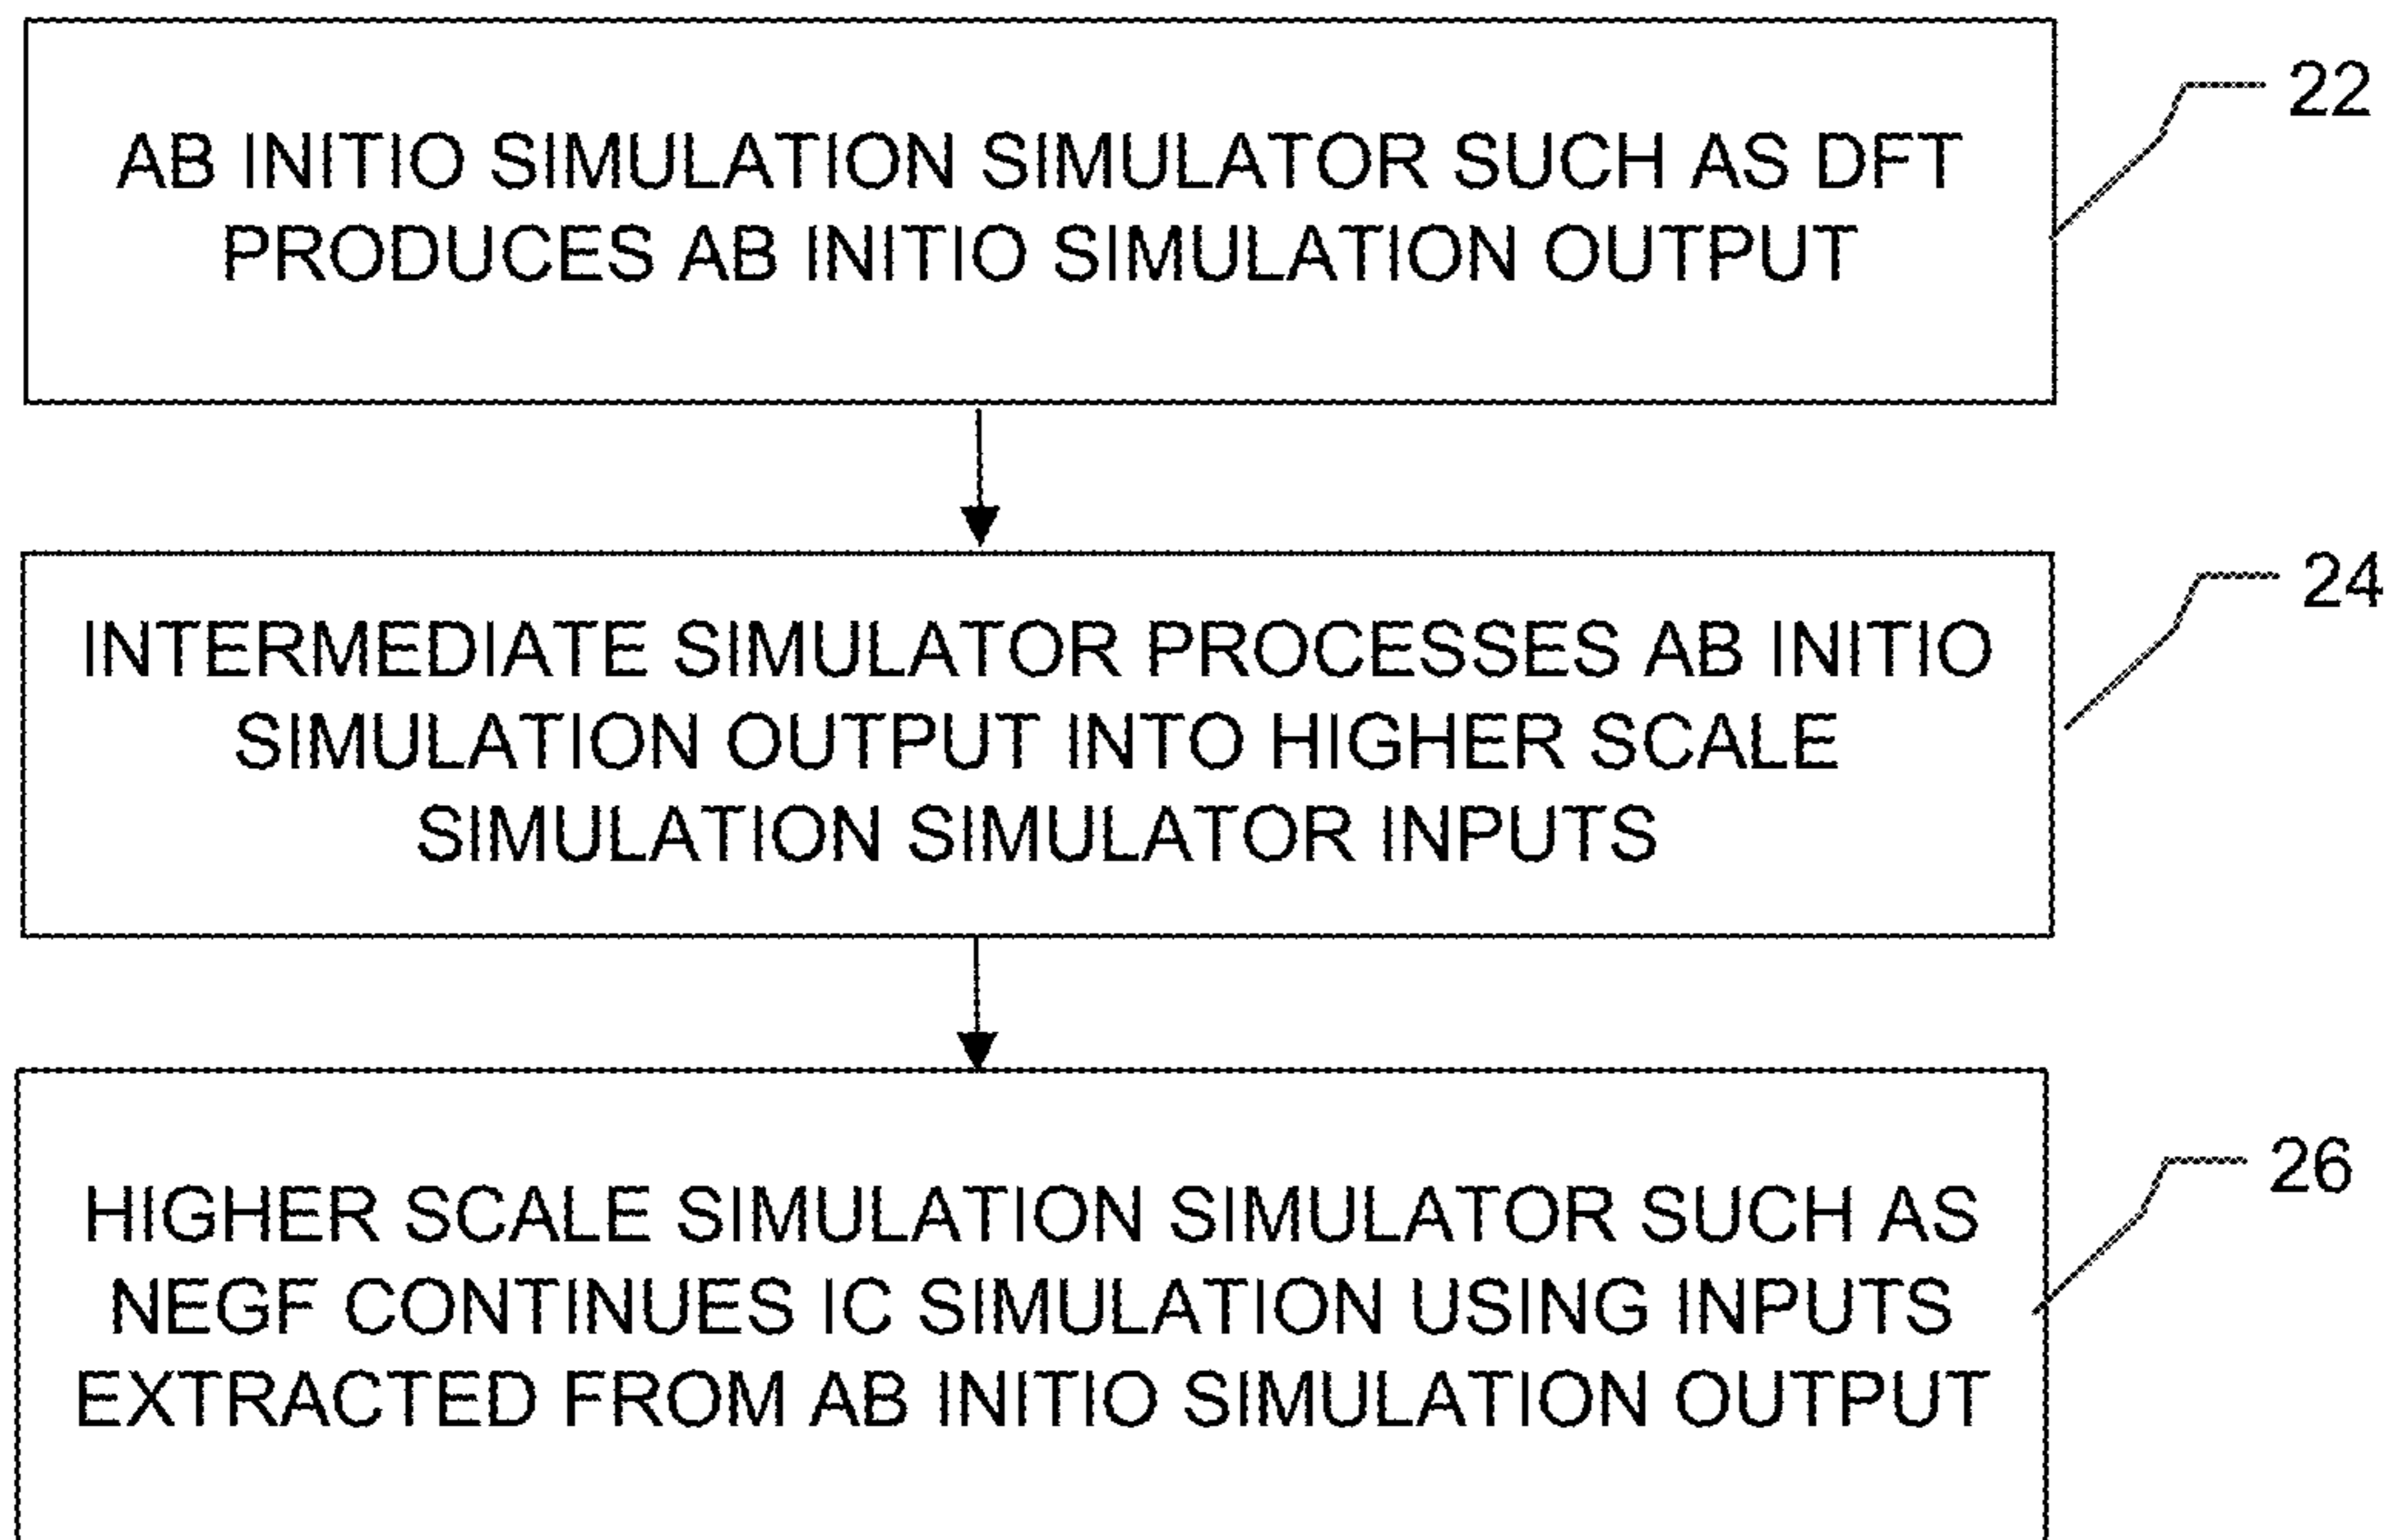 22
AB INITIO SIMULATION SIMULATOR SUCH AS DFT
PRODUCES AB INITIO SIMULATION OUTPUT
24
INTERMEDIATE SIMULATOR PROCESSES AB INITIO
SIMULATION OUTPUT INTO HIGHER SCALE
SIMULATION SIMULATOR INPUTS
26
HIGHER SCALE SIMULATION SIMULATOR SUCH AS
NEGF CONTINUES IC SIMULATION USING INPUTS
EXTRACTED FROM AB INITIO SIMULATION OUTPUT